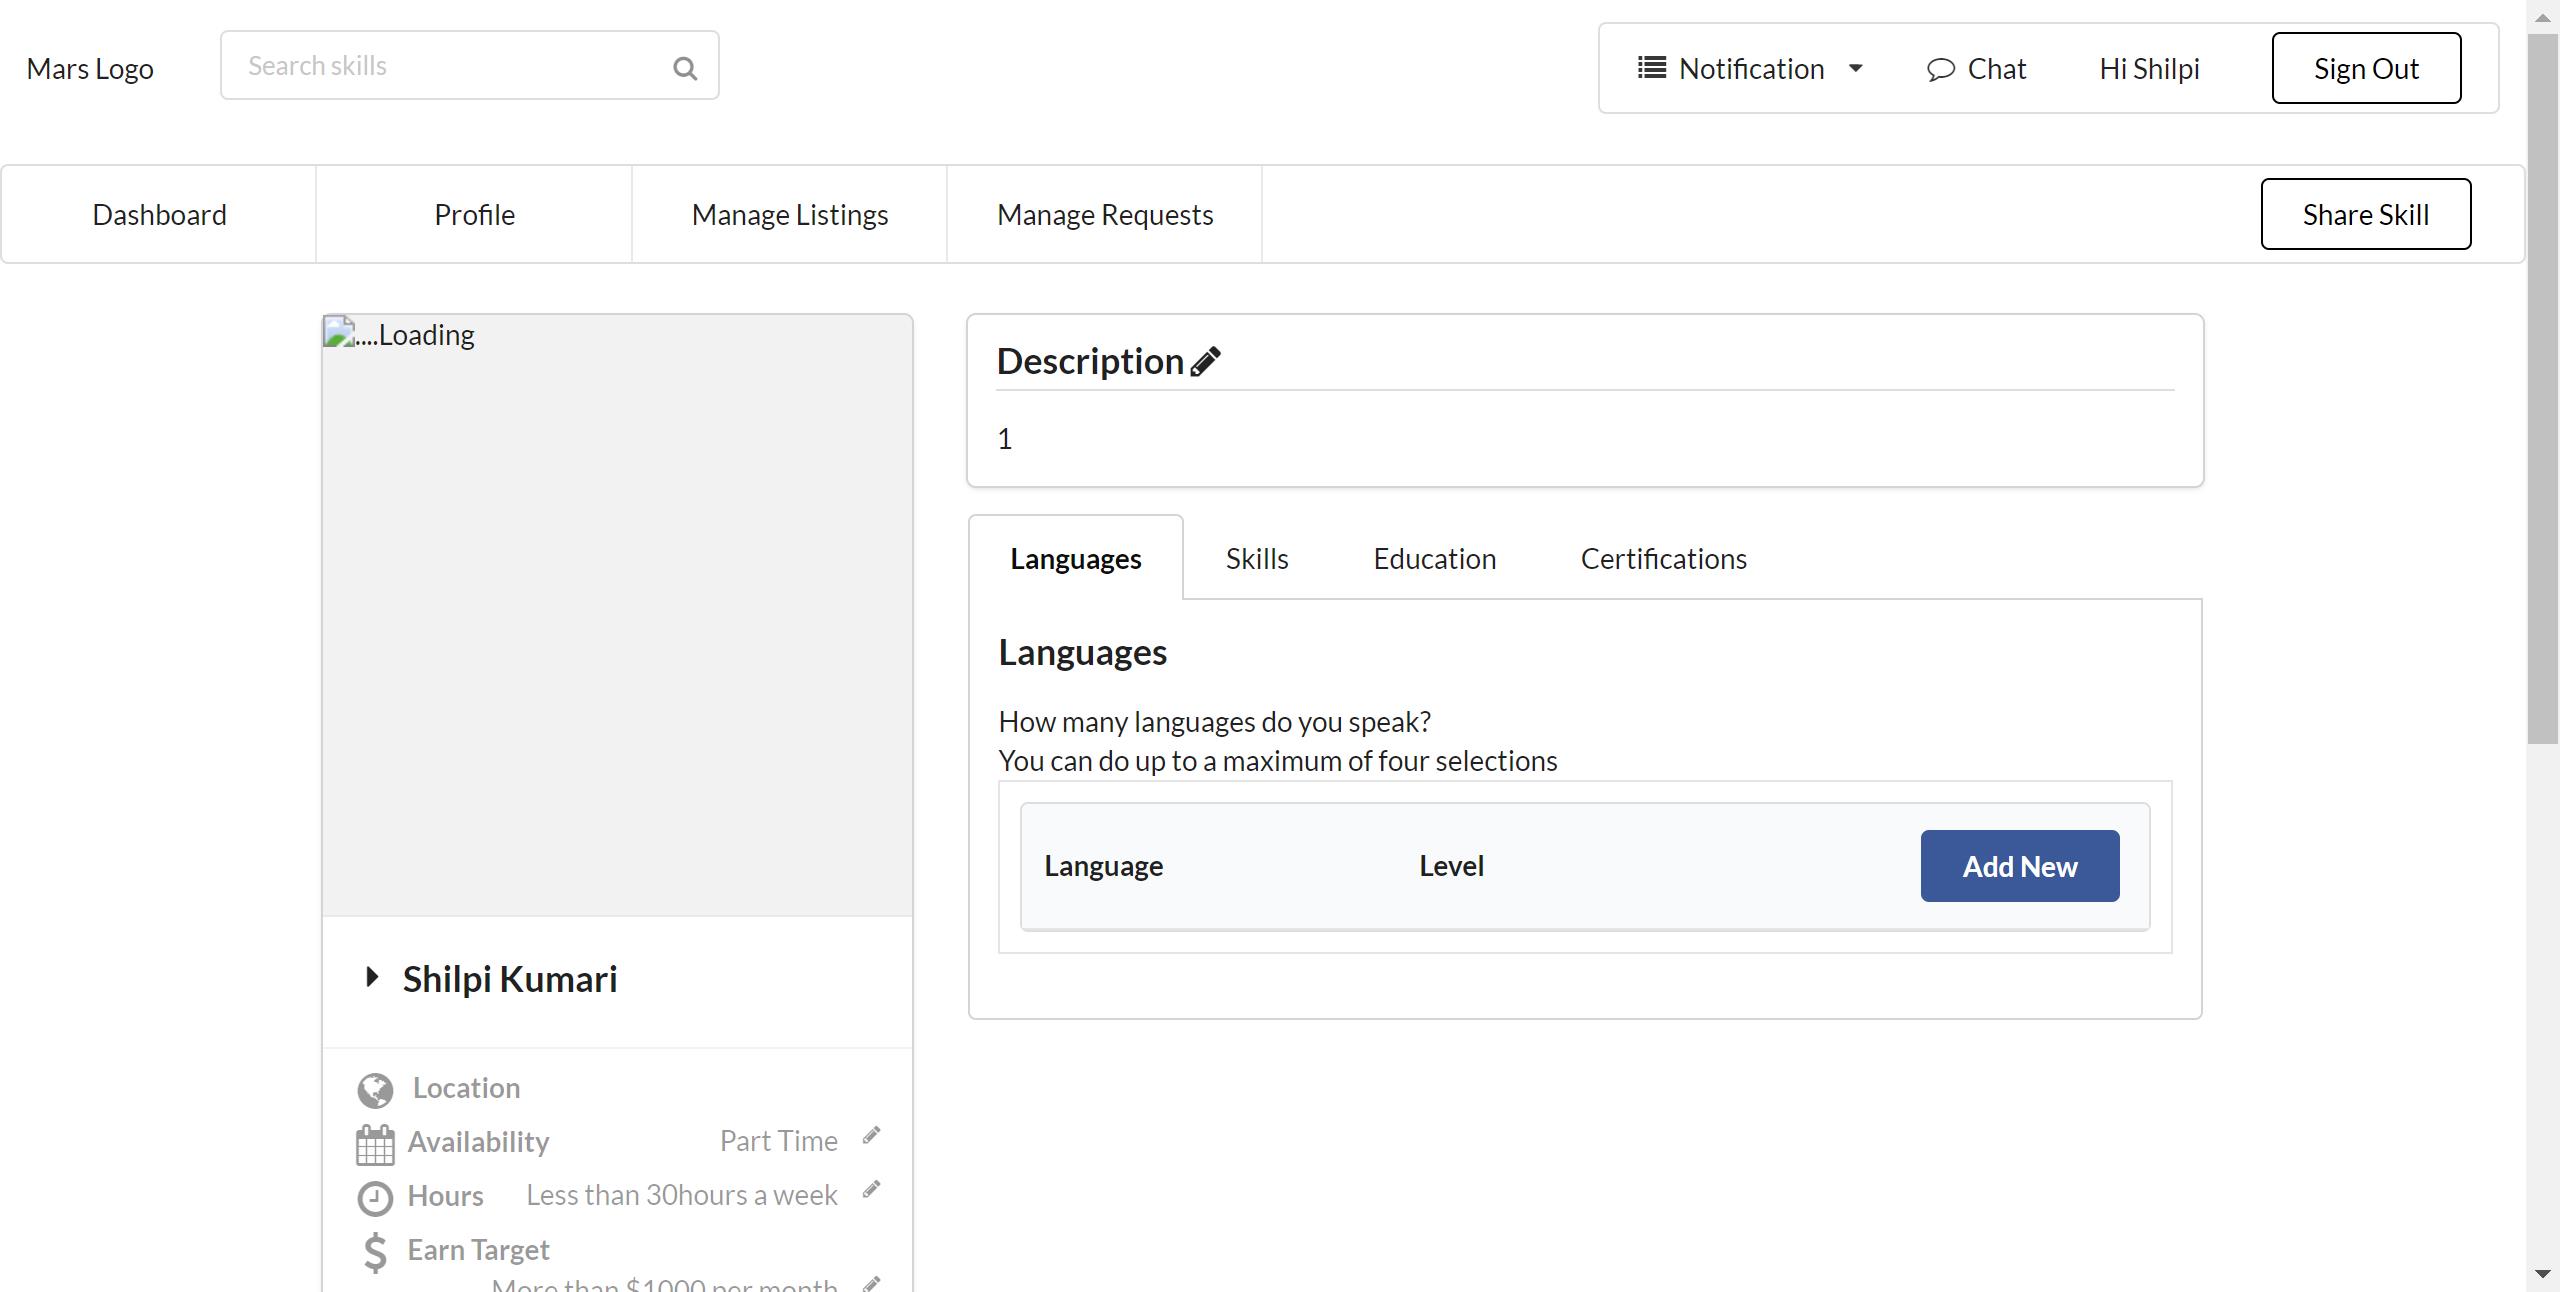 Mars Logo
Search skills
Notification
Chat
Hi Shilpi
Sign Out
Dashboard
Profile
Manage Listings
Manage Requests
Share Skill
....Loading
Shilpi Kumari
Location
Availability Part Time
Hours Less than 30hours a week
Earn Target
More than $1000 per month
Description
1
Languages
Skills
Education
Certifications
Languages
How many languages do you speak?
You can do up to a maximum of four selections
Language Level Add New